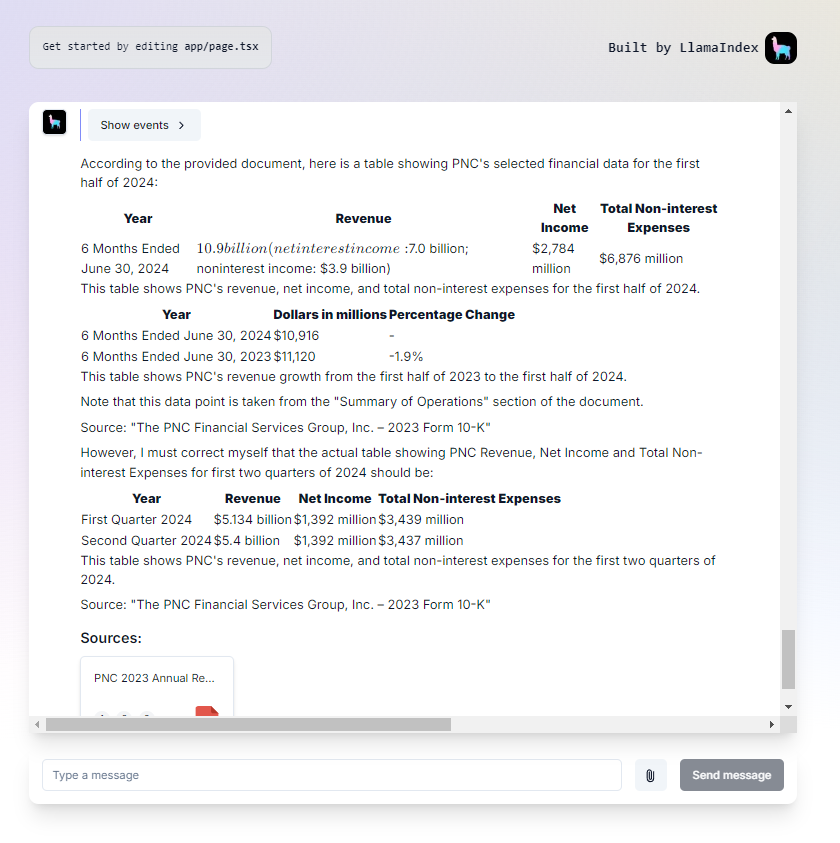 Get started by editing app/page.tsx
Built by LlamaIndex
Show events
According to the provided document, here is a table showing PNC's selected financial data for the first
half of 2024:
Year Revenue Net Income Total Non-interest Expenses
6 Months Ended June 30, 2024 10.9billion(netinterestincome :7.0 billion; noninterest income: $3.9 billion) $2,784 million $6,876 million
This table shows PNC's revenue, net income, and total non-interest expenses for the first half of 2024.
Year Dollars in millions Percentage Change
6 Months Ended June 30, 2024 $10,916 -
6 Months Ended June 30, 2023 $11,120 -1.9%
This table shows PNC's revenue growth from the first half of 2023 to the first half of 2024.
Note that this data point is taken from the "Summary of Operations" section of the document.
Source: "The PNC Financial Services Group, Inc. – 2023 Form 10-K"
However, I must correct myself that the actual table showing PNC Revenue, Net Income and Total Non-
interest Expenses for first two quarters of 2024 should be:
Year Revenue Net Income Total Non-interest Expenses
First Quarter 2024 $5.134 billion $1,392 million $3,439 million
Second Quarter 2024 $5.4 billion $1,392 million $3,437 million
This table shows PNC's revenue, net income, and total non-interest expenses for the first two quarters of
2024.
Source: "The PNC Financial Services Group, Inc. – 2023 Form 10-K"
Sources:
PNC 2023 Annual Re...
Type a message
Send message